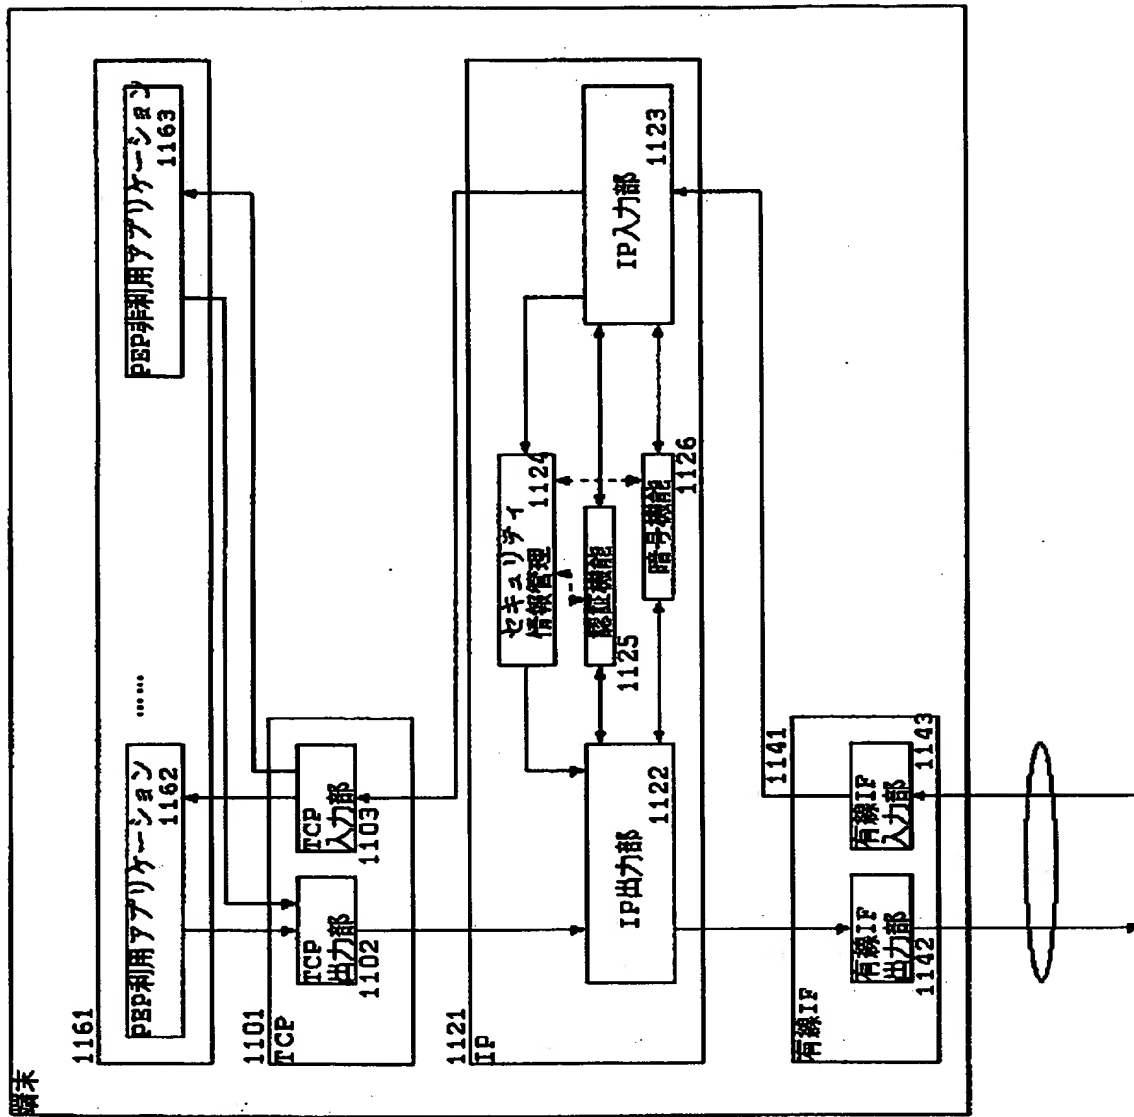 端末
1161
PEP利用アプリケーション
1162
……
PEP非利用アプリケーション
1163
1101
TCP
TCP
出力部
1102
TCP
入力部
1103
1121
IP
IP出力部
1122
セキュリティ
情報管理
1124
認証機能
1125
暗号機能
1126
IP入力部
1123
有線IF
1141
有線IF
出力部
1142
有線IF
入力部
1143